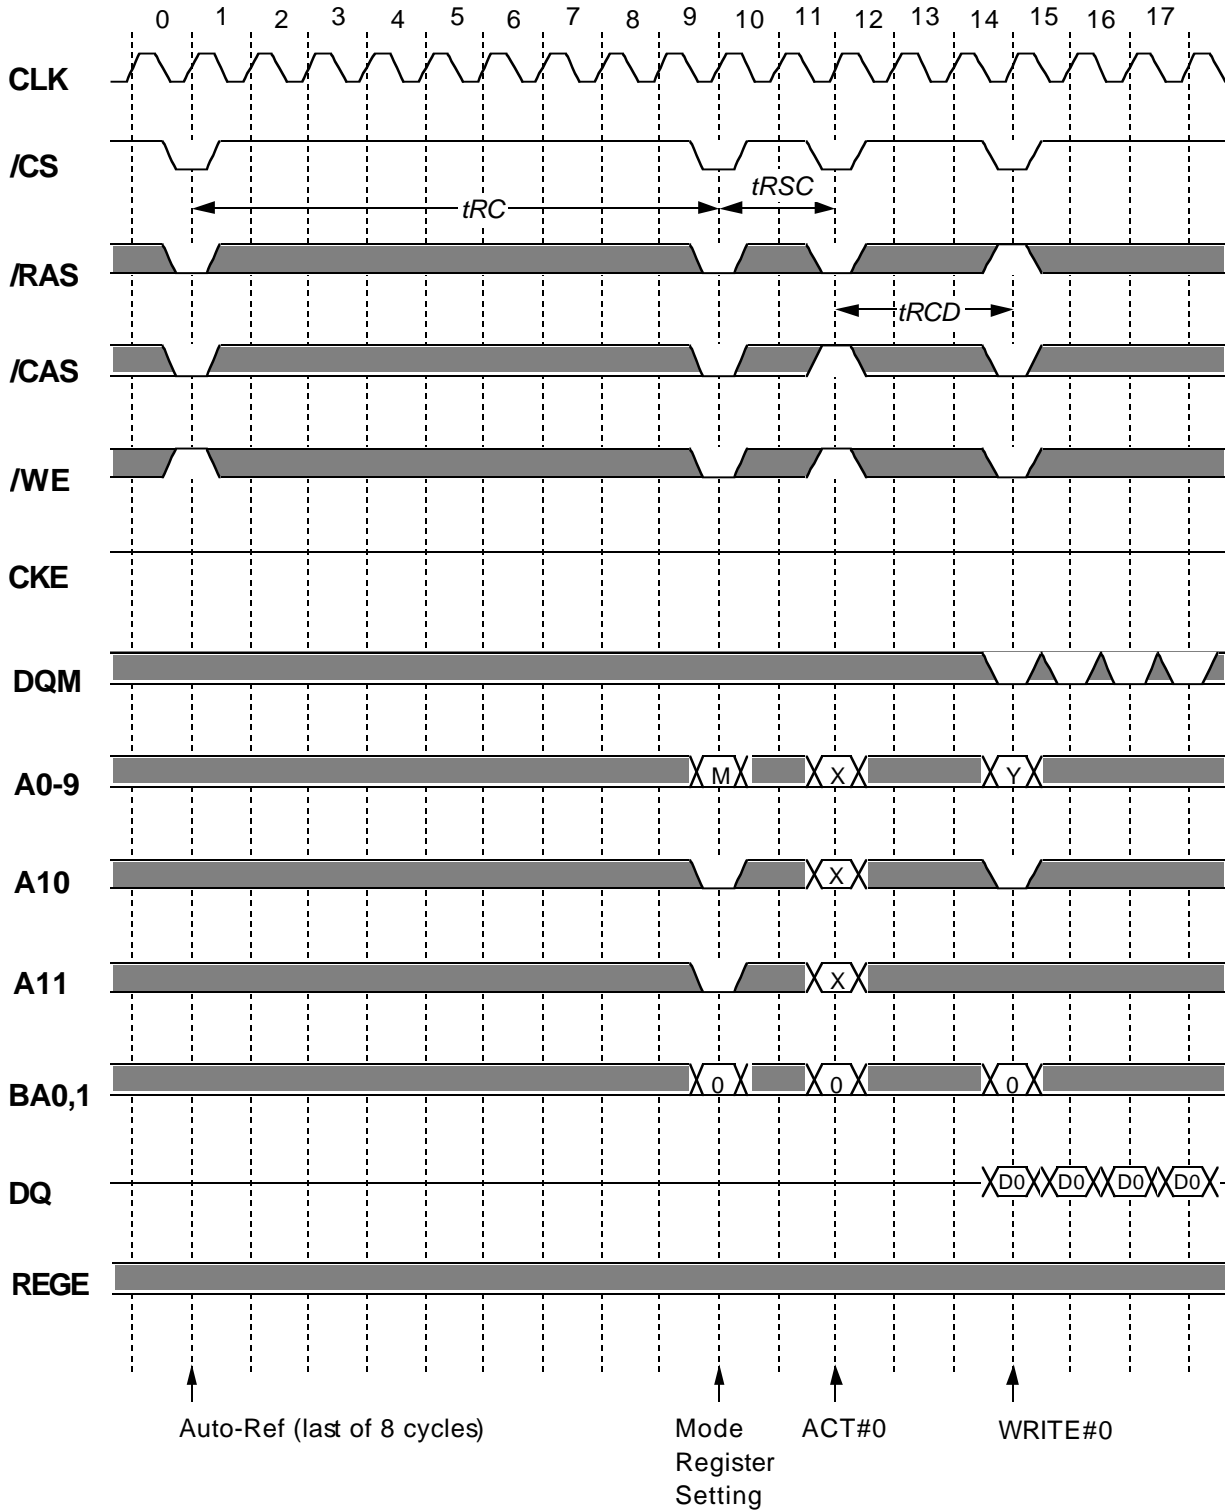 0 1 2 3 4 5 6 7 8 9 10 11 12 13 14 15 16 17
CLK
/CS
tRSC
tRC
/RAS
tRCD
/CAS
/WE
CKE
DQM
A0-9 M X Y
A10 X
A11 X
BA0,1 0 0 0
DQ D0 D0 D0 D0
REGE
Auto-Ref (last of 8 cycles) Mode ACT#0 WRITE#0
Register
Setting